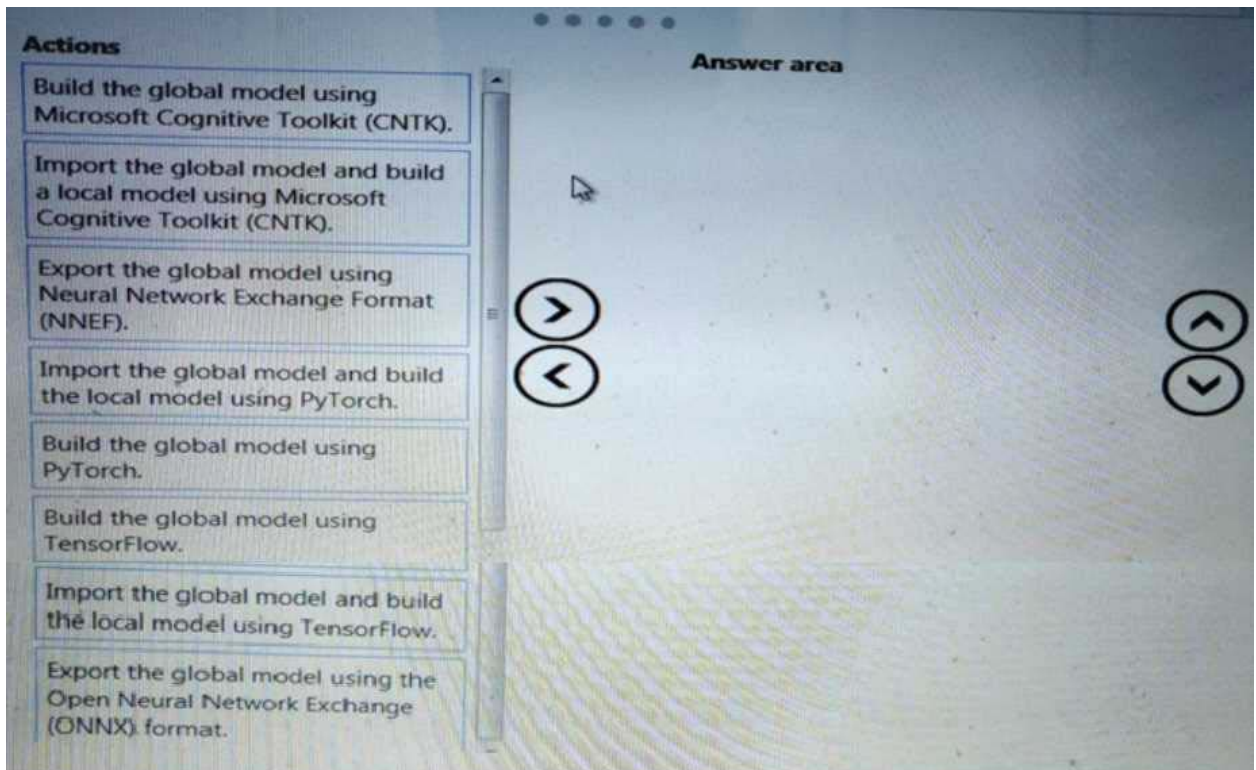 Actions
Answer area
Build the global model using
Microsoft Cognitive Toolkit (CNTK).
Import the global model and build
a local model using Microsoft
Cognitive Toolkit (CNTK).
Export the global model using
Neural Network Exchange Format
(NNEF).
Import the global model and build
the local model using PyTorch.
Build the global model using
PyTorch.
Build the global model using
TensorFlow.
Import the global model and build
the local model using TensorFlow.
Export the global model using the
Open Neural Network Exchange
(ONNX) format.